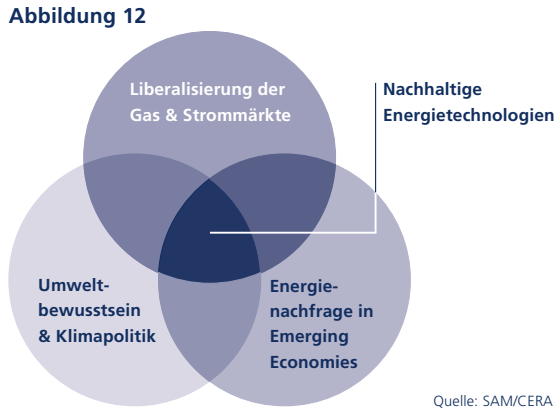 Abbildung 12
Liberalisierung der
Gas & Strommärkte
Nachhaltige
Energietechnologien
Umwelt-
bewusstsein
& Klimapolitik
Energie-
nachfrage in
Emerging
Economies
Quelle: SAM/CERA